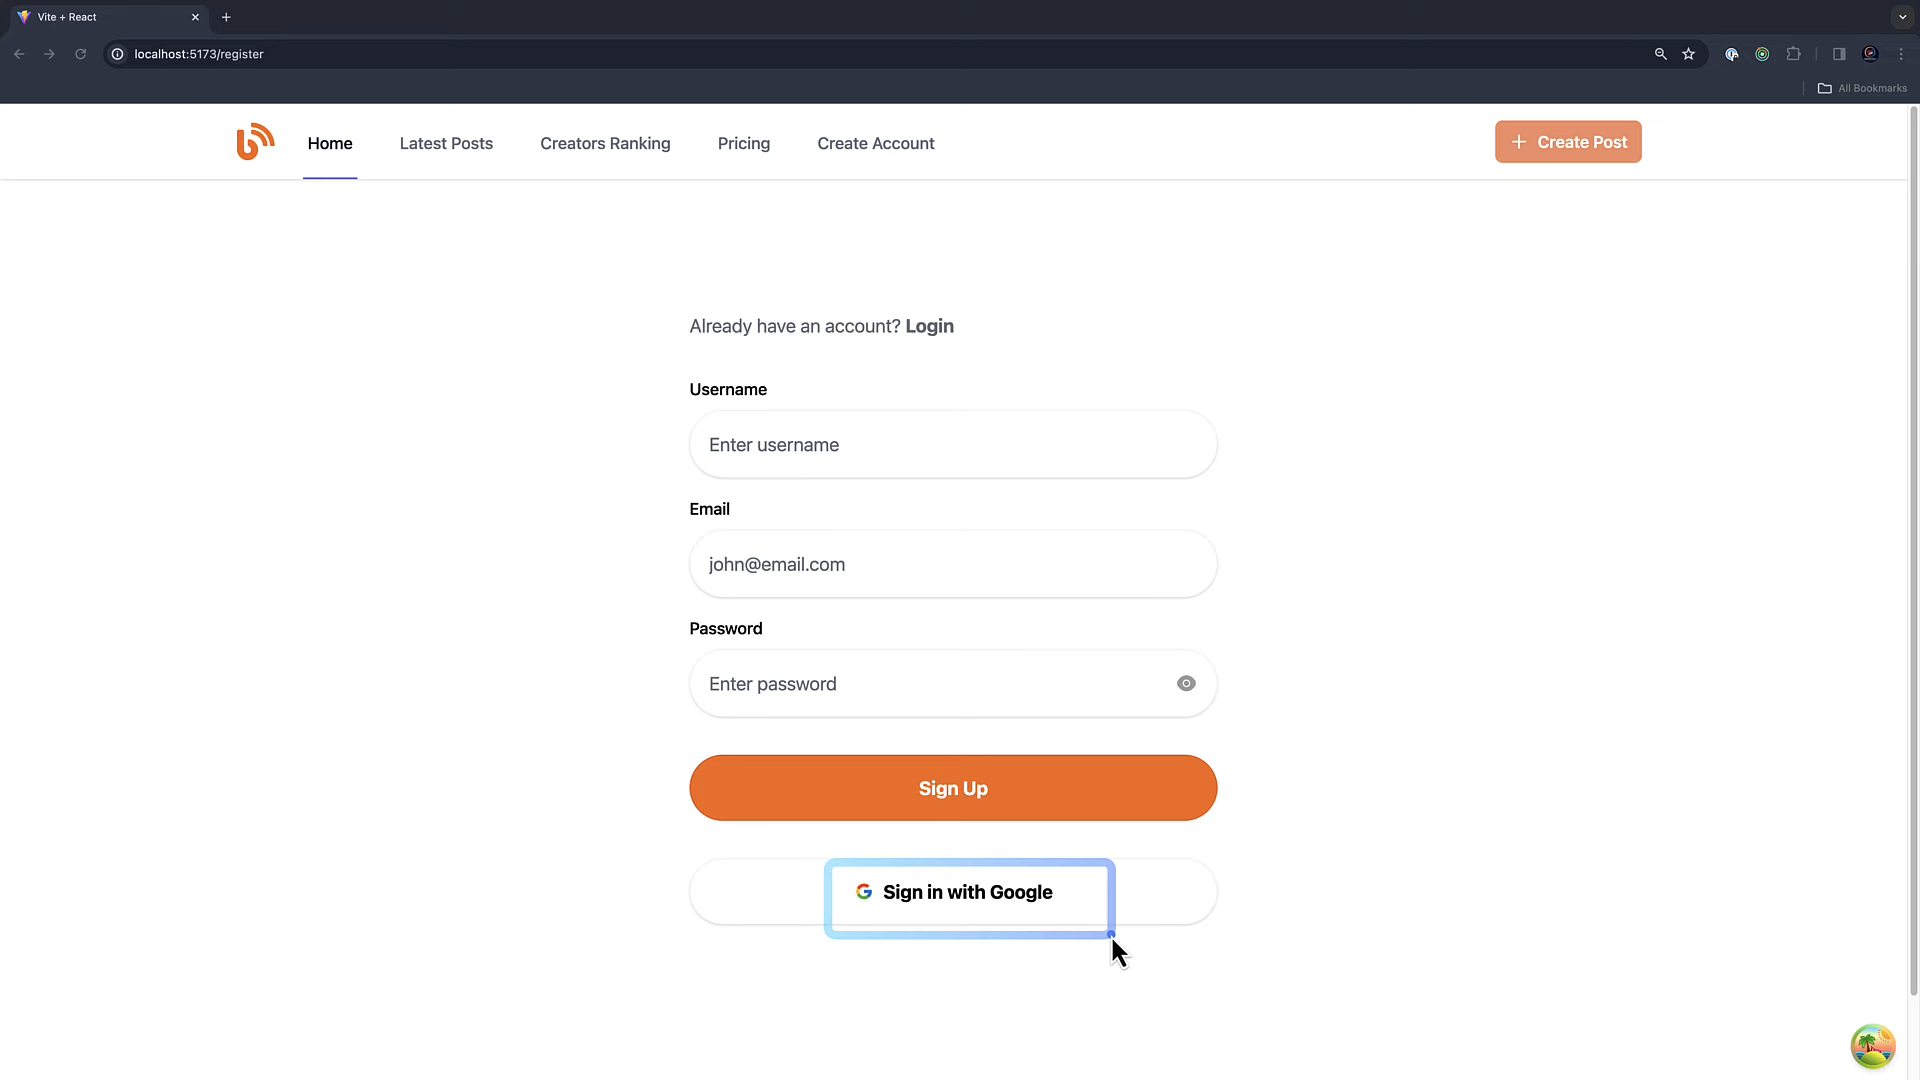 Vite + React
localhost:5173/register
All Bookmarks
Home Latest Posts Creators Ranking Pricing Create Account + Create Post
Already have an account? Login
Username
Enter username
Email
john@email.com
Password
Enter password
Sign Up
Sign in with Google